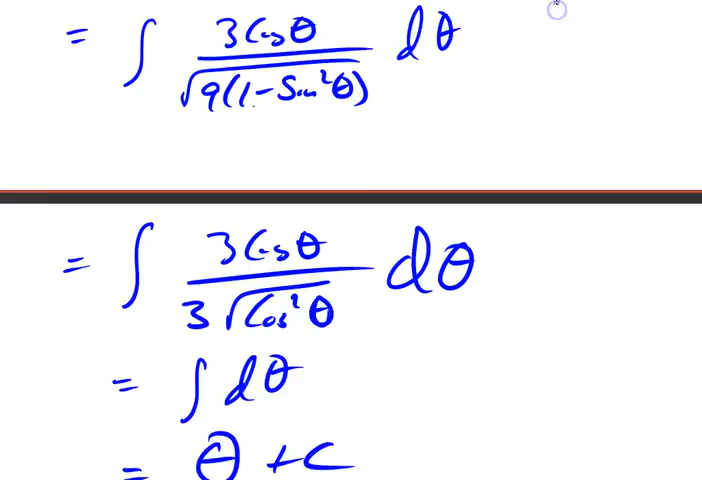 = ∫ 3Cosθ / √9(1-Sin²θ) dθ
= ∫ 3Cosθ / 3√Cos²θ dθ
= ∫ dθ
= θ + C